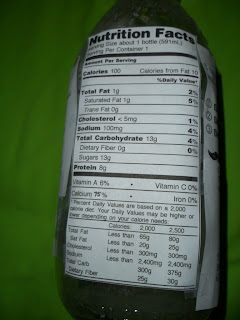 Nutrition Facts
Serving Size about 1 bottle (591mL)
Serving Per Container 1
Amount Per Serving
Calories 100 Calories from Fat 10
%Daily Value*
Total Fat 1g 2%
Saturated Fat 1g 5%
Trans Fat 0g
Cholesterol < 5mg 1%
Sodium 100mg 4%
Total Carbohydrate 13g 4%
Dietary Fiber 0g 0%
Sugars 13g
Protein 8g
Vitamin A 6% • Vitamin C 0%
Calcium 75% • Iron 0%
* Percent Daily Values are based on a 2,000
calorie diet. Your Daily Values may be higher or
lower depending on your calorie needs:
Calories: 2,000 2,500
Total Fat Less than 65g 80g
Sat Fat Less than 20g 25g
Cholesterol Less than 300mg 300mg
Sodium Less than 2,400mg 2,400mg
Total Carb 300g 375g
Dietary Fiber 25g 30g